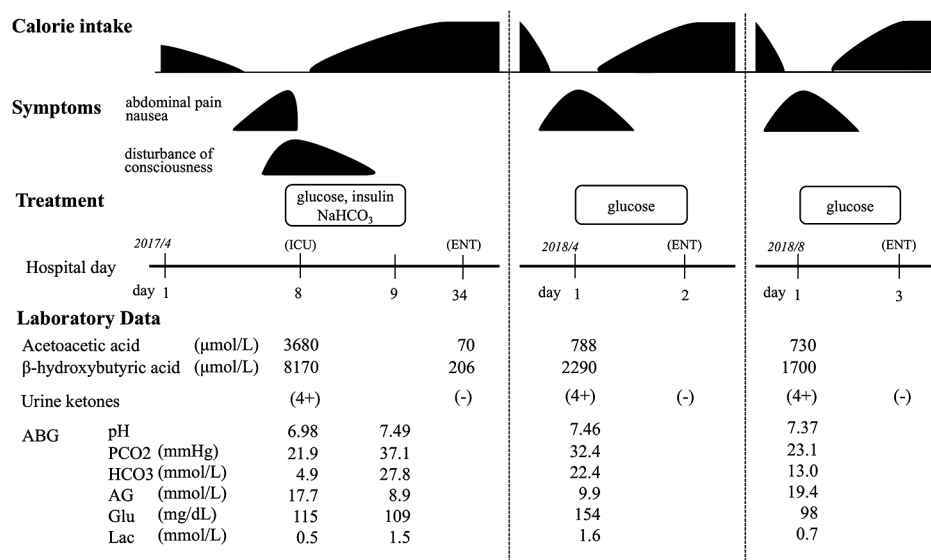 Calorie intake
Symptoms
abdominal pain
nausea
disturbance of
consciousness
Treatment
glucose, insulin
NaHCO3
glucose
glucose
2017/4 (ICU) (ENT) 2018/4 (ENT) 2018/8 (ENT)
Hospital day
day 1 8 9 34 day 1 2 day 1 3
Laboratory Data
Acetoacetic acid (μmol/L) 3680 70 788 730
β-hydroxybutyric acid (μmol/L) 8170 206 2290 1700
Urine ketones (4+) (-) (4+) (-) (4+) (-)
ABG pH 6.98 7.49 7.46 7.37
PCO2 (mmHg) 21.9 37.1 32.4 23.1
HCO3 (mmol/L) 4.9 27.8 22.4 13.0
AG (mmol/L) 17.7 8.9 9.9 19.4
Glu (mg/dL) 115 109 154 98
Lac (mmol/L) 0.5 1.5 1.6 0.7